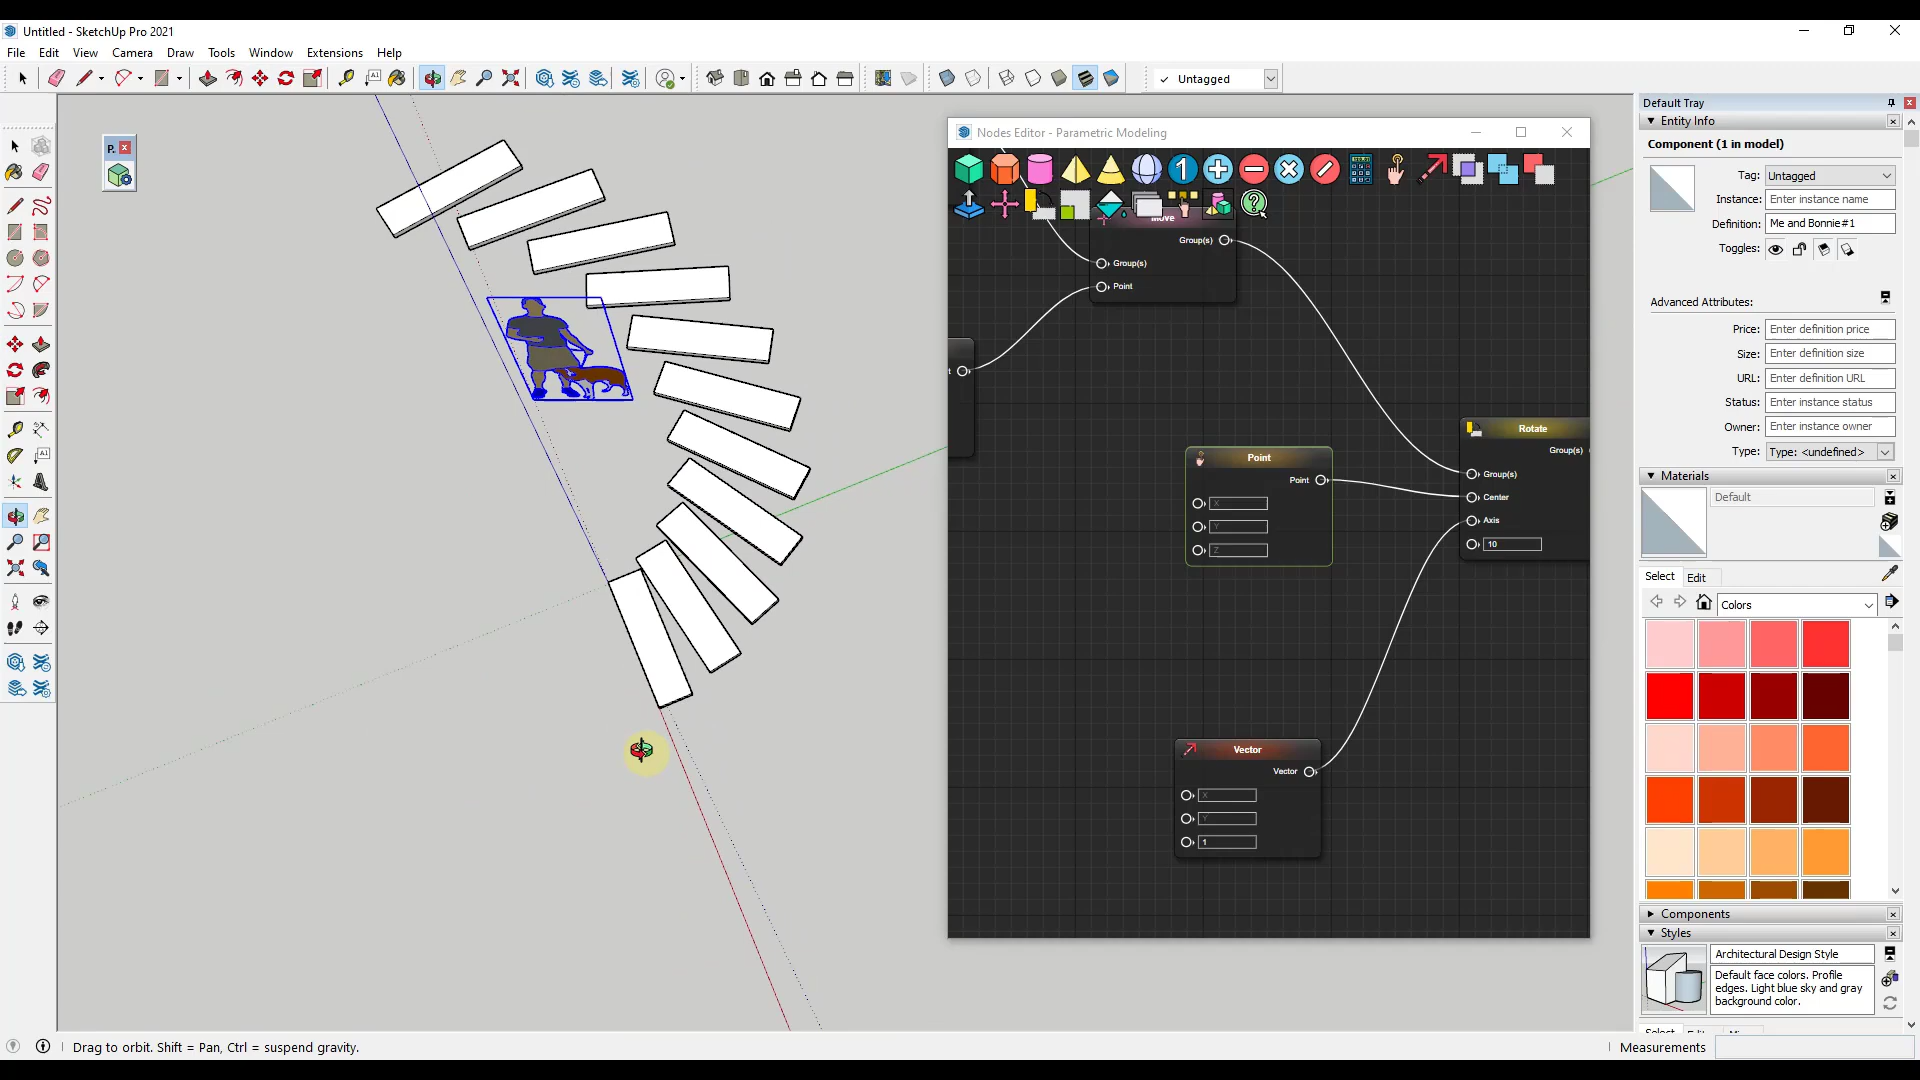 Untitled - SketchUp Pro 2021
File Edit View Camera Draw Tools Window Extensions Help
A1
Untagged
P.
Nodes Editor - Parametric Modeling
1
Move
Group(s)
Group(s)
Point
t
Point
Point
X
Y
Z
Rotate
Group(s)
Group(s)
Center
Axis
10
Vector
Vector
X
Y
1
Default Tray
Entity Info
Component (1 in model)
Tag: Untagged
Instance: Enter instance name
Definition: Me and Bonnie#1
Toggles:
Advanced Attributes:
Price: Enter definition price
Size: Enter definition size
URL: Enter definition URL
Status: Enter instance status
Owner: Enter instance owner
Type: Type: <undefined>
Materials
Default
Select Edit
Colors
Components
Styles
Architectural Design Style
Default face colors. Profile
edges. Light blue sky and gray
background color.
Select Edit
Drag to orbit. Shift = Pan, Ctrl = suspend gravity.
Measurements